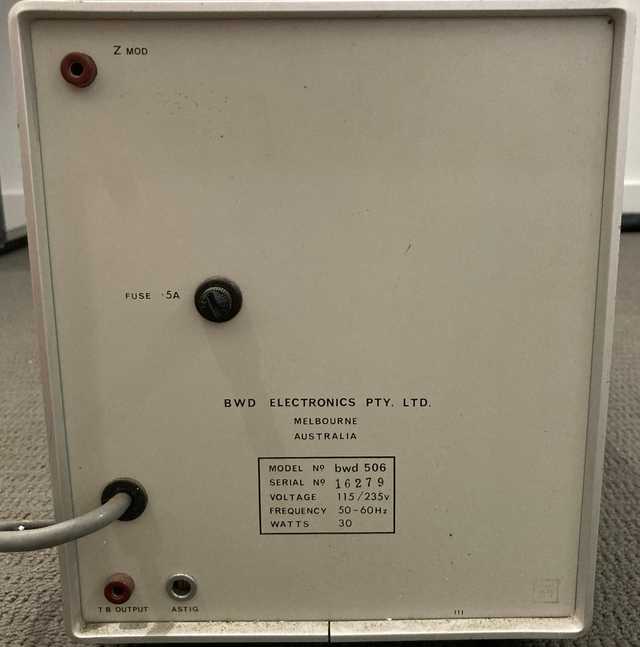 Z MOD
FUSE ·5A
BWD ELECTRONICS PTY. LTD.
MELBOURNE
AUSTRALIA
MODEL Nº bwd 506
SERIAL Nº 16279
VOLTAGE 115/235v
FREQUENCY 50-60Hz
WATTS 30
T B OUTPUT ASTIG